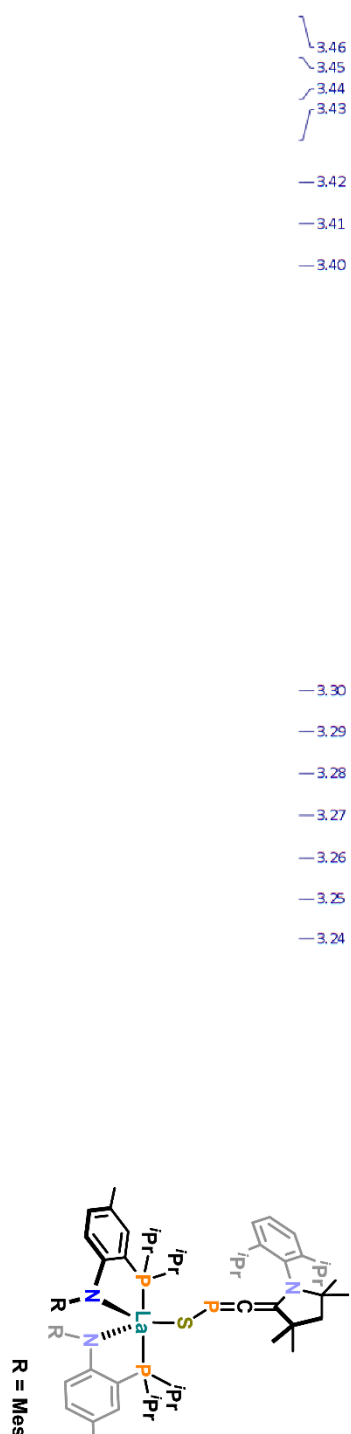 3.46
3.45
3.44
3.43
3.42
3.41
3.40
3.30
3.29
3.28
3.27
3.26
3.25
3.24
iPr
iPr
iPr
iPr
P
N
R
La
S
P
C
N
R
N
P
iPr
iPr
R = Mes